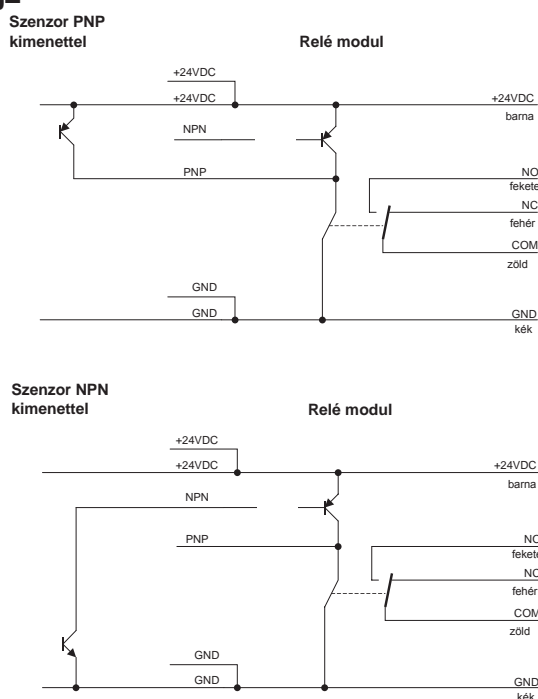 Szenzor PNP
kimenettel
Relé modul
+24VDC
+24VDC
+24VDC
barna
NPN
PNP
NO
fekete
NC
fehér
COM
zöld
GND
GND
GND
kék
Szenzor NPN
kimenettel
Relé modul
+24VDC
+24VDC
+24VDC
barna
NPN
PNP
NO
fekete
NC
fehér
COM
zöld
GND
GND
GND
kék